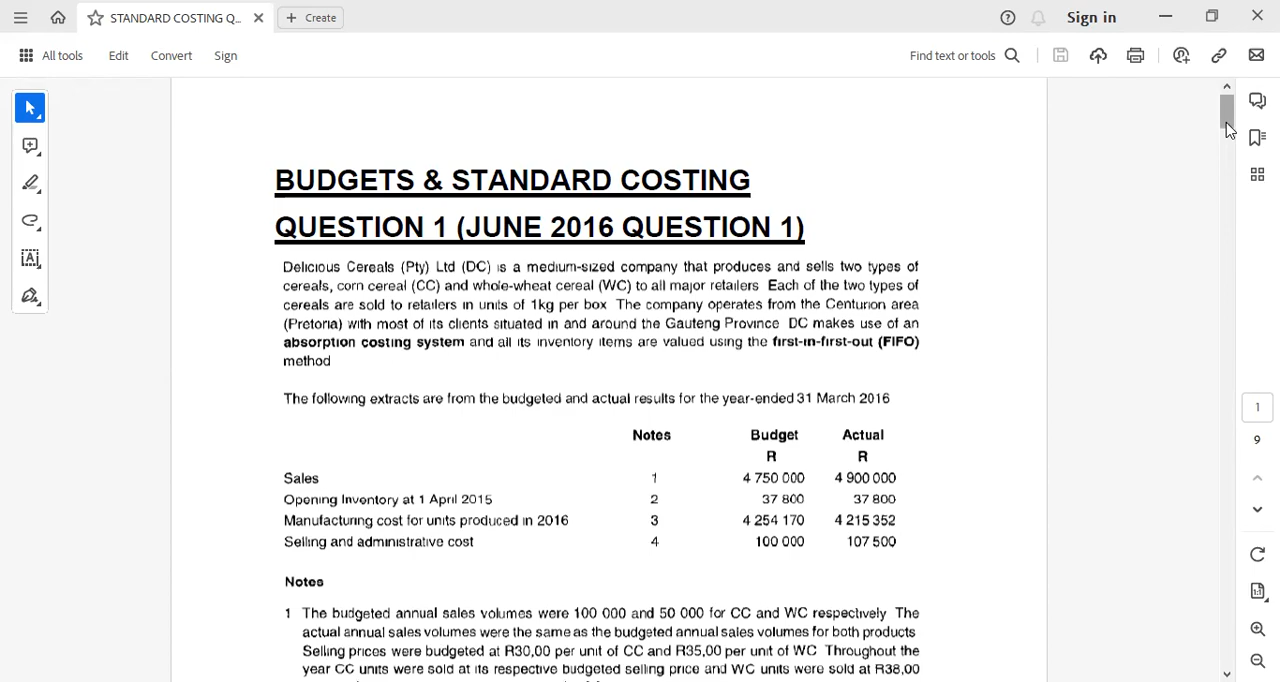 STANDARD COSTING Q...
Create
Sign in
All tools
Edit
Convert
Sign
Find text or tools
BUDGETS & STANDARD COSTING
QUESTION 1 (JUNE 2016 QUESTION 1)
Delicious Cereals (Pty) Ltd (DC) is a medium-sized company that produces and sells two types of
cereals, corn cereal (CC) and whole-wheat cereal (WC) to all major retailers Each of the two types of
cereals are sold to retailers in units of 1kg per box The company operates from the Centurion area
(Pretoria) with most of its clients situated in and around the Gauteng Province DC makes use of an
absorption costing system and all its inventory items are valued using the first-in-first-out (FIFO)
method
The following extracts are from the budgeted and actual results for the year-ended 31 March 2016
Notes Budget Actual
R R
Sales 1 4 750 000 4 900 000
Opening Inventory at 1 April 2015 2 37 800 37 800
Manufacturing cost for units produced in 2016 3 4 254 170 4 215 352
Selling and administrative cost 4 100 000 107 500
Notes
1 The budgeted annual sales volumes were 100 000 and 50 000 for CC and WC respectively The
actual annual sales volumes were the same as the budgeted annual sales volumes for both products
Selling prices were budgeted at R30,00 per unit of CC and R35,00 per unit of WC Throughout the
year CC units were sold at its respective budgeted selling price and WC units were sold at R38,00
1
9